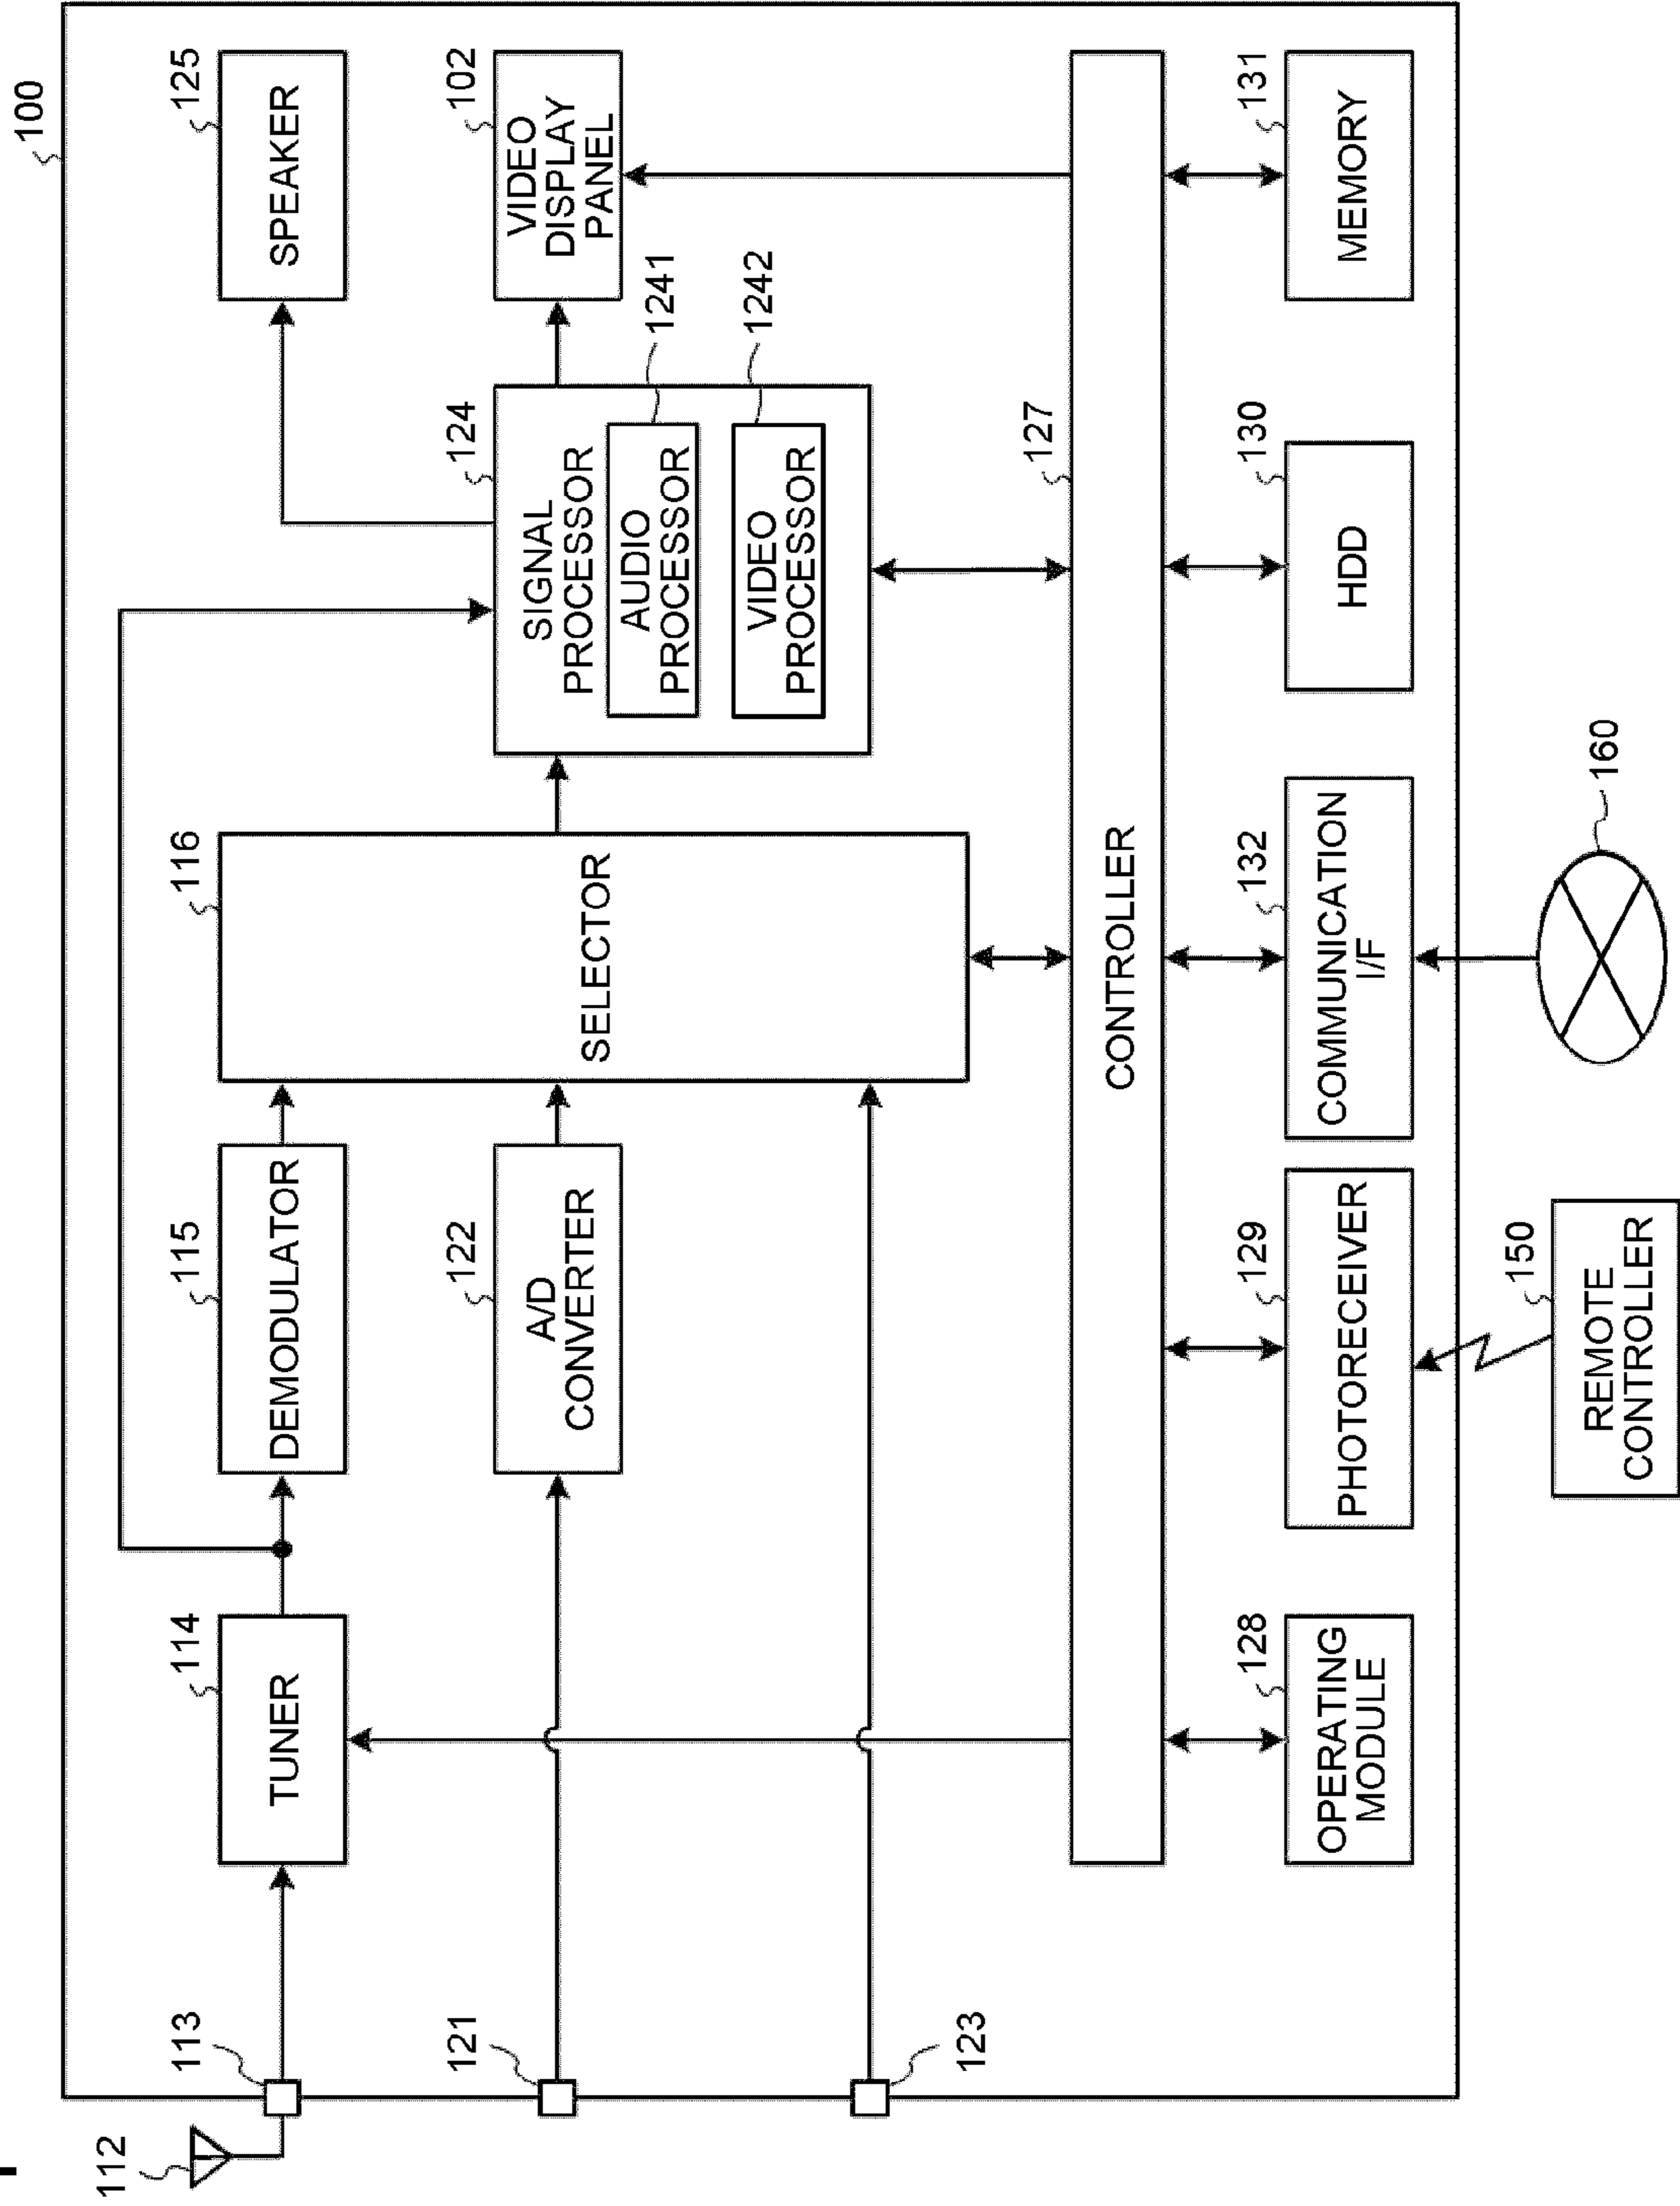 100
112
113
114
TUNER
115
DEMODULATOR
116
SELECTOR
125
SPEAKER
121
122
A/D
CONVERTER
124
SIGNAL
PROCESSOR
AUDIO
PROCESSOR
1241
VIDEO
PROCESSOR
1242
102
VIDEO
DISPLAY
PANEL
123
127
CONTROLLER
128
OPERATING
MODULE
129
PHOTORECEIVER
132
COMMUNICATION
I/F
130
HDD
131
MEMORY
150
REMOTE
CONTROLLER
160